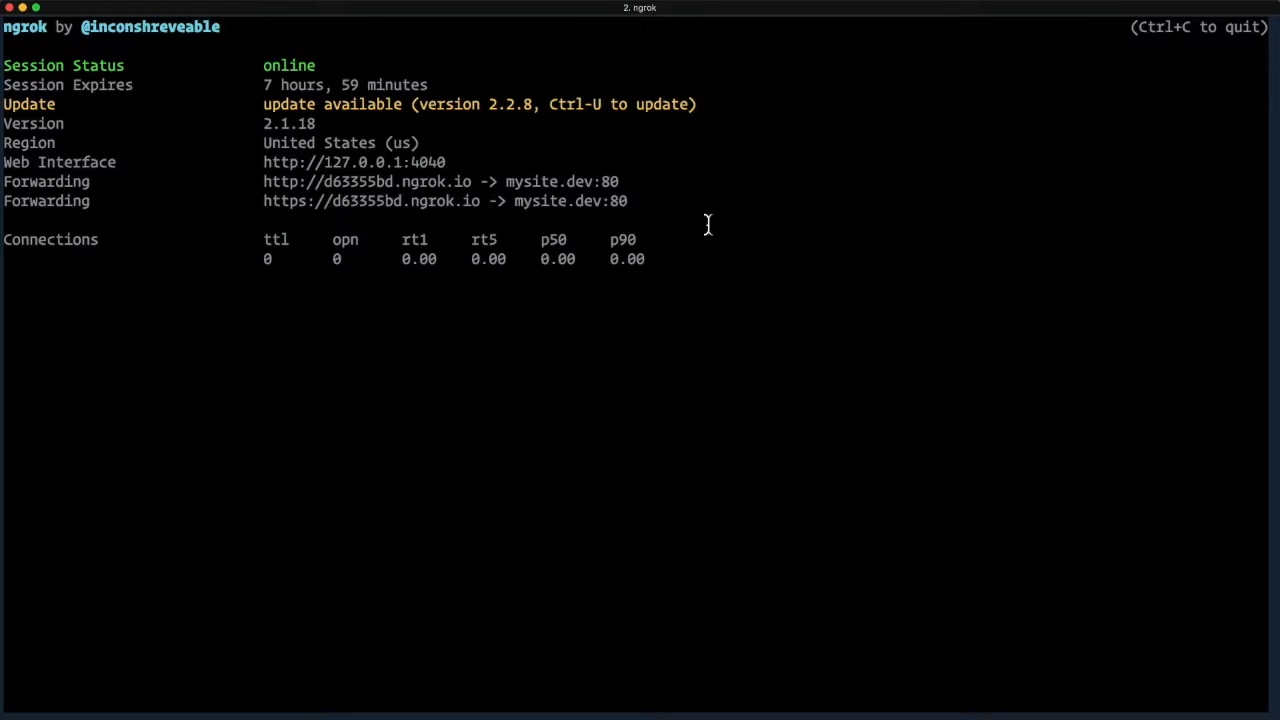 2. ngrok
ngrok by @inconshreveable (Ctrl+C to quit)
Session Status online
Session Expires 7 hours, 59 minutes
Update update available (version 2.2.8, Ctrl-U to update)
Version 2.1.18
Region United States (us)
Web Interface http://127.0.0.1:4040
Forwarding http://d63355bd.ngrok.io -> mysite.dev:80
Forwarding https://d63355bd.ngrok.io -> mysite.dev:80
Connections ttl opn rt1 rt5 p50 p90
0 0 0.00 0.00 0.00 0.00